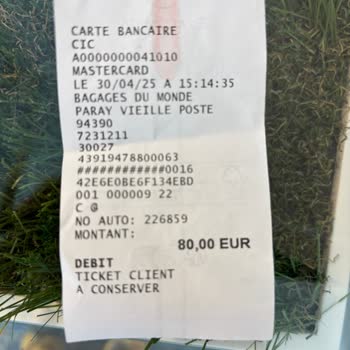 CARTE BANCAIRE
CIC
A0000000041010
MASTERCARD
LE 30/04/25 A 15:14:35
BAGAGES DU MONDE
PARAY VIEILLE POSTE
94390
7231211
30027
43919478800063
############0016
42E6E0BE6F134EBD
001 000009 22
C @
NO AUTO: 226859
MONTANT:
80,00 EUR
DEBIT
TICKET CLIENT
A CONSERVER